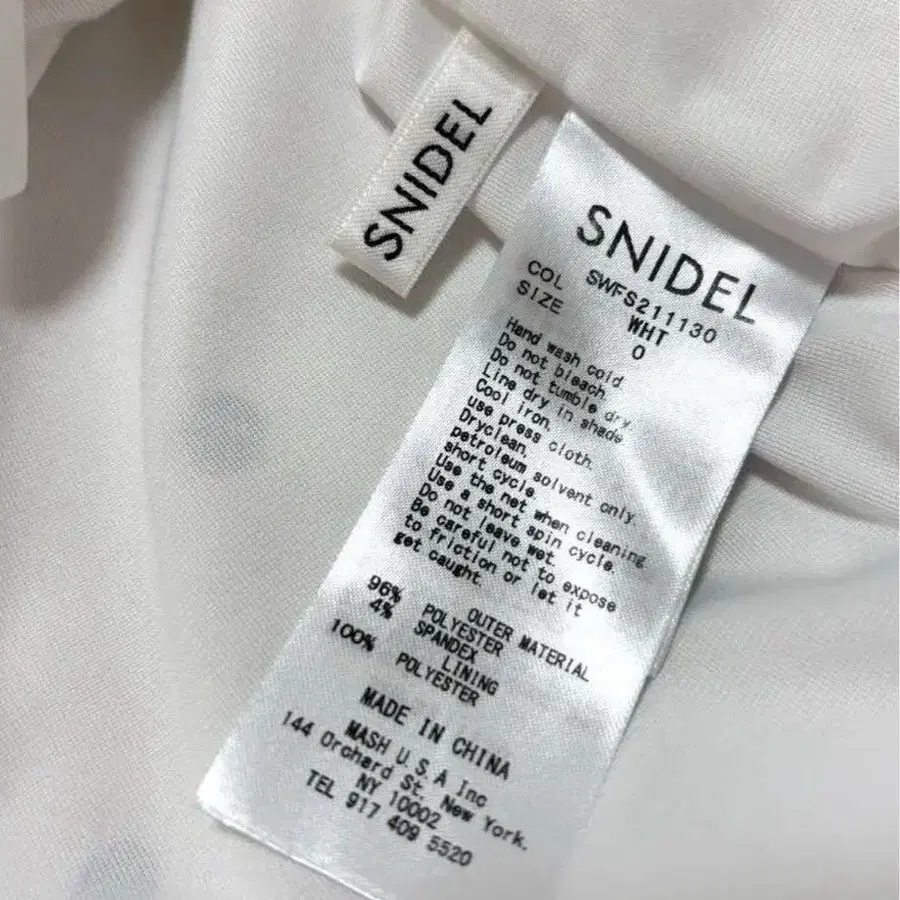 SNIDEL
SNIDEL
SWFS211130
COL WHT
SIZE 0
Hand wash cold.
Do not bleach.
Do not tumble dry.
Line dry in shade
Cool iron,
use press cloth.
Dryclean,
petroleum solvent only.
short cycle.
Use the net when cleaning.
Use a short spin cycle.
Do not leave wet.
Be careful not to expose
to friction or let it
get caught.
OUTER MATERIAL
96% POLYESTER
4% SPANDEX
LINING
100% POLYESTER
MADE IN CHINA
MASH U.S.A Inc
144 Orchard St. New York.
NY 10002
TEL 917 409 5520